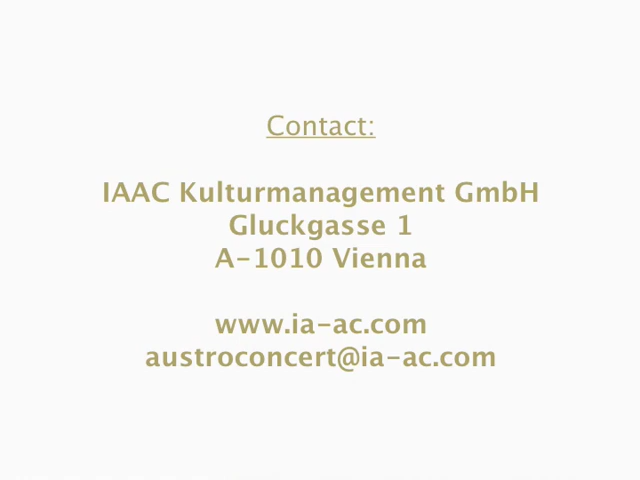 Contact:
IAAC Kulturmanagement GmbH
Gluckgasse 1
A-1010 Vienna
www.ia-ac.com
austroconcert@ia-ac.com